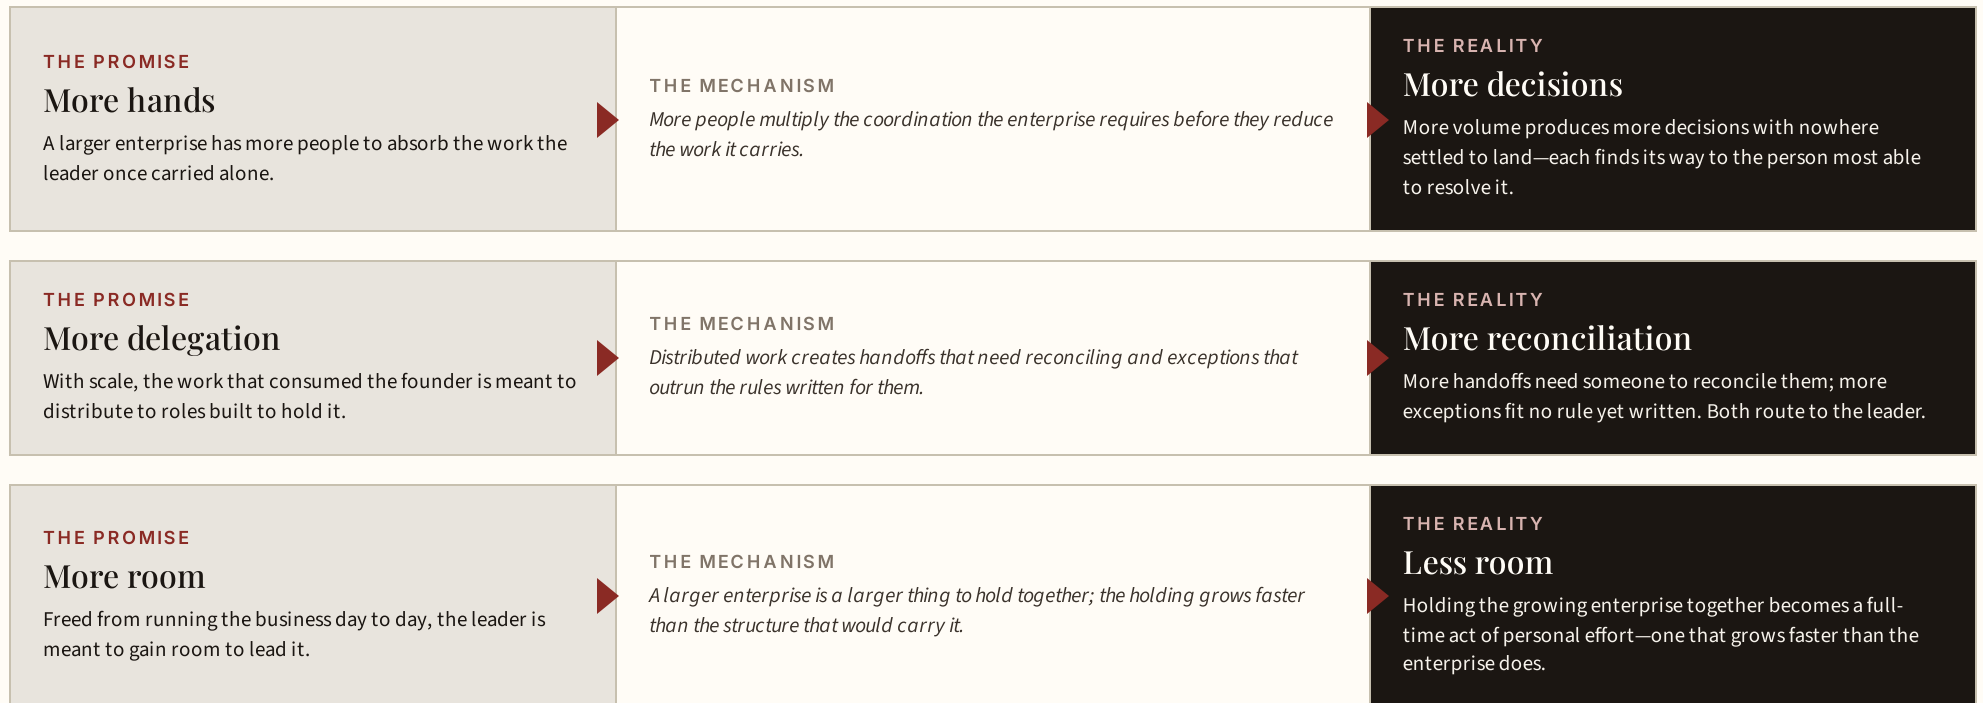 THE PROMISE
More hands
A larger enterprise has more people to absorb the work the
leader once carried alone.
THE MECHANISM
More people multiply the coordination the enterprise requires before they reduce
the work it carries.
THE REALITY
More decisions
More volume produces more decisions with nowhere
settled to land—each finds its way to the person most able
to resolve it.
THE PROMISE
More delegation
With scale, the work that consumed the founder is meant to
distribute to roles built to hold it.
THE MECHANISM
Distributed work creates handoffs that need reconciling and exceptions that
outrun the rules written for them.
THE REALITY
More reconciliation
More handoffs need someone to reconcile them; more
exceptions fit no rule yet written. Both route to the leader.
THE PROMISE
More room
Freed from running the business day to day, the leader is
meant to gain room to lead it.
THE MECHANISM
A larger enterprise is a larger thing to hold together; the holding grows faster
than the structure that would carry it.
THE REALITY
Less room
Holding the growing enterprise together becomes a full-
time act of personal effort—one that grows faster than the
enterprise does.